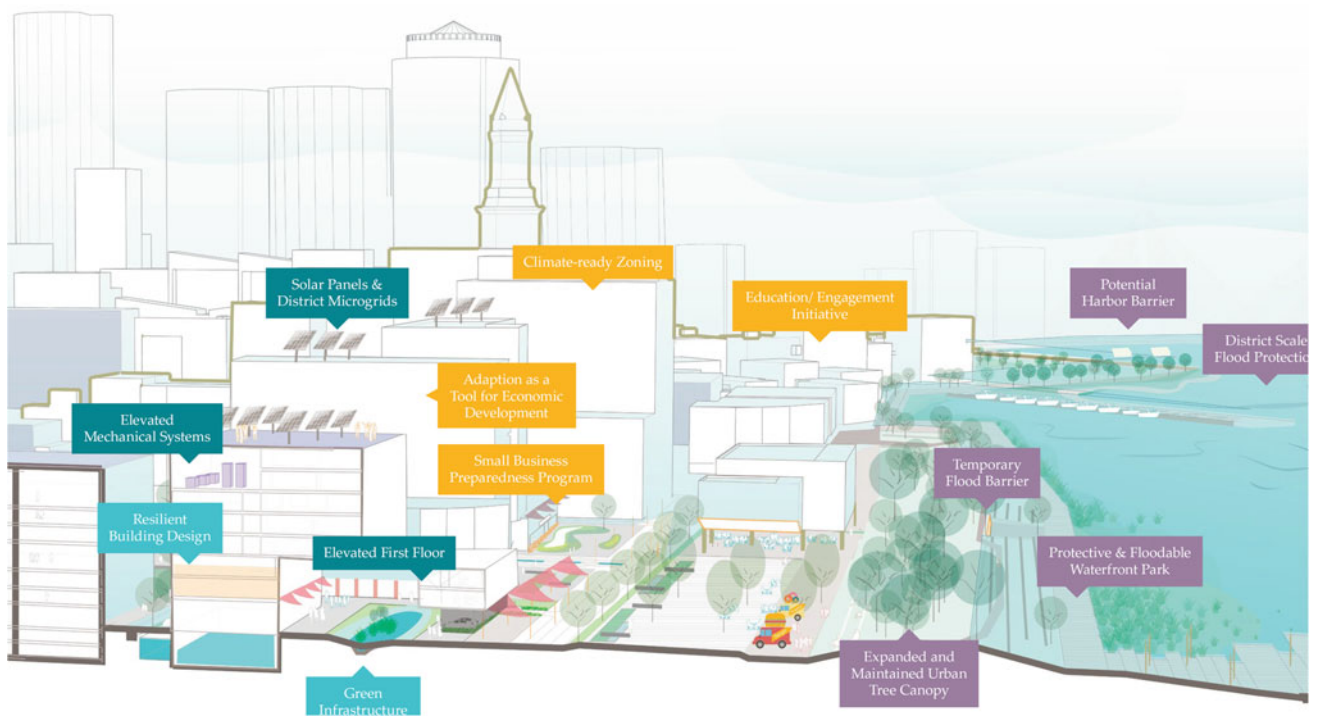 Climate-ready Zoning
Solar Panels &
District Microgrids
Education/ Engagement
Initiative
Potential
Harbor Barrier
District Scale
Flood Protectio
Adaption as a
Tool for Economic
Development
Elevated
Mechanical Systems
Small Business
Preparedness Program
Temporary
Flood Barrier
Resilient
Building Design
Elevated First Floor
Protective & Floodable
Waterfront Park
Expanded and
Maintained Urban
Tree Canopy
Green
Infrastructure